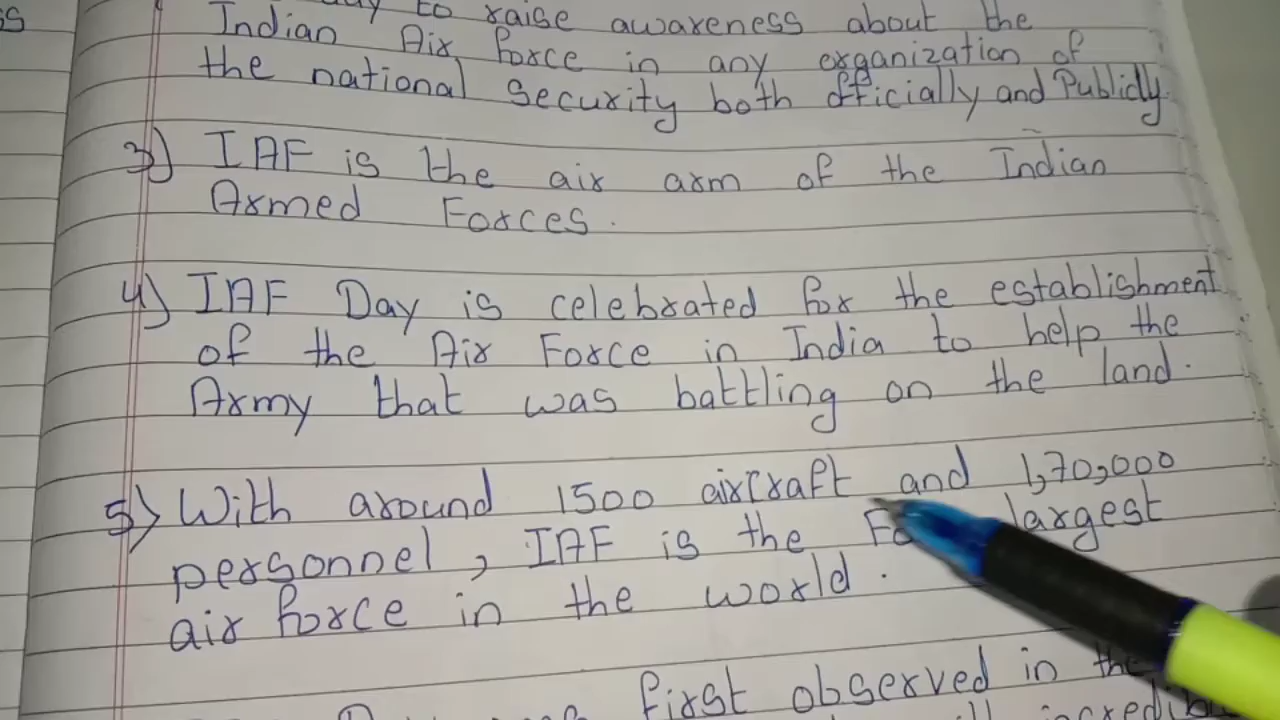 ss
to raise awareness about the
Indian Air force in any organization of
the national security both officially and Publicly.
3) IAF is the air arm of the Indian
Armed Forces.
4) IAF Day is celebrated for the establishment
of the Air Force in India to help the
Army that was battling on the land.
5) With around 1500 aircraft and 1,70,000
personnel, IAF is the largest
air force in the world.
first observed in the